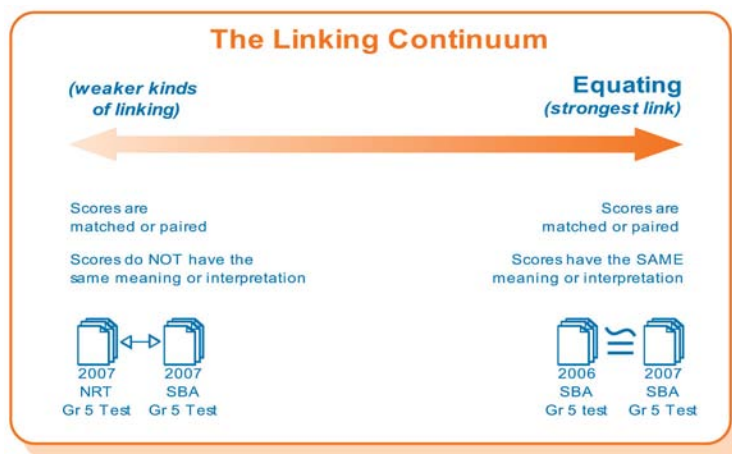 The Linking Continuum
(weaker kinds
of linking)
Equating
(strongest link)
Scores are
matched or paired
Scores do NOT have the
same meaning or interpretation
Scores are
matched or paired
Scores have the SAME
meaning or interpretation
2007
NRT
Gr 5 Test
2007
SBA
Gr 5 Test
2006
SBA
Gr 5 test
2007
SBA
Gr 5 Test